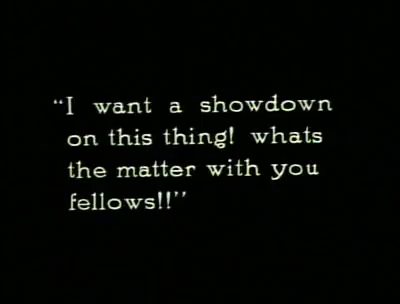 “I want a showdown
on this thing! whats
the matter with you
fellows!!”